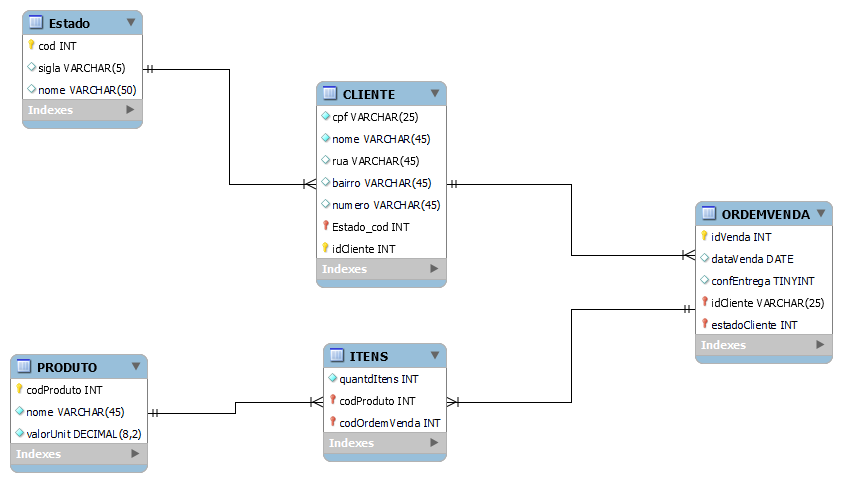 Estado
cod INT
sigla VARCHAR(5)
nome VARCHAR(50)
Indexes
CLIENTE
cpf VARCHAR(25)
nome VARCHAR(45)
rua VARCHAR(45)
bairro VARCHAR(45)
numero VARCHAR(45)
Estado_cod INT
idCliente INT
Indexes
ORDEMVENDA
idVenda INT
dataVenda DATE
confEntrega TINYINT
idCliente VARCHAR(25)
estadoCliente INT
Indexes
PRODUTO
codProduto INT
nome VARCHAR(45)
valorUnit DECIMAL(8,2)
Indexes
ITENS
quantdItens INT
codProduto INT
codOrdemVenda INT
Indexes